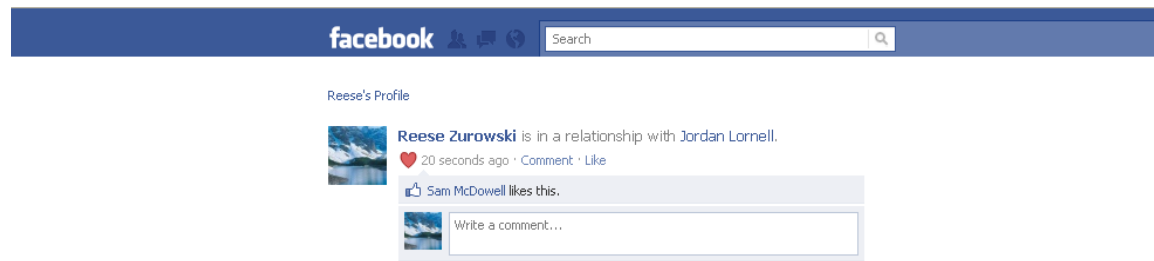 facebook Search
Reese's Profile
Reese Zurowski is in a relationship with Jordan Lornell.
20 seconds ago · Comment · Like
Sam McDowell likes this.
Write a comment...